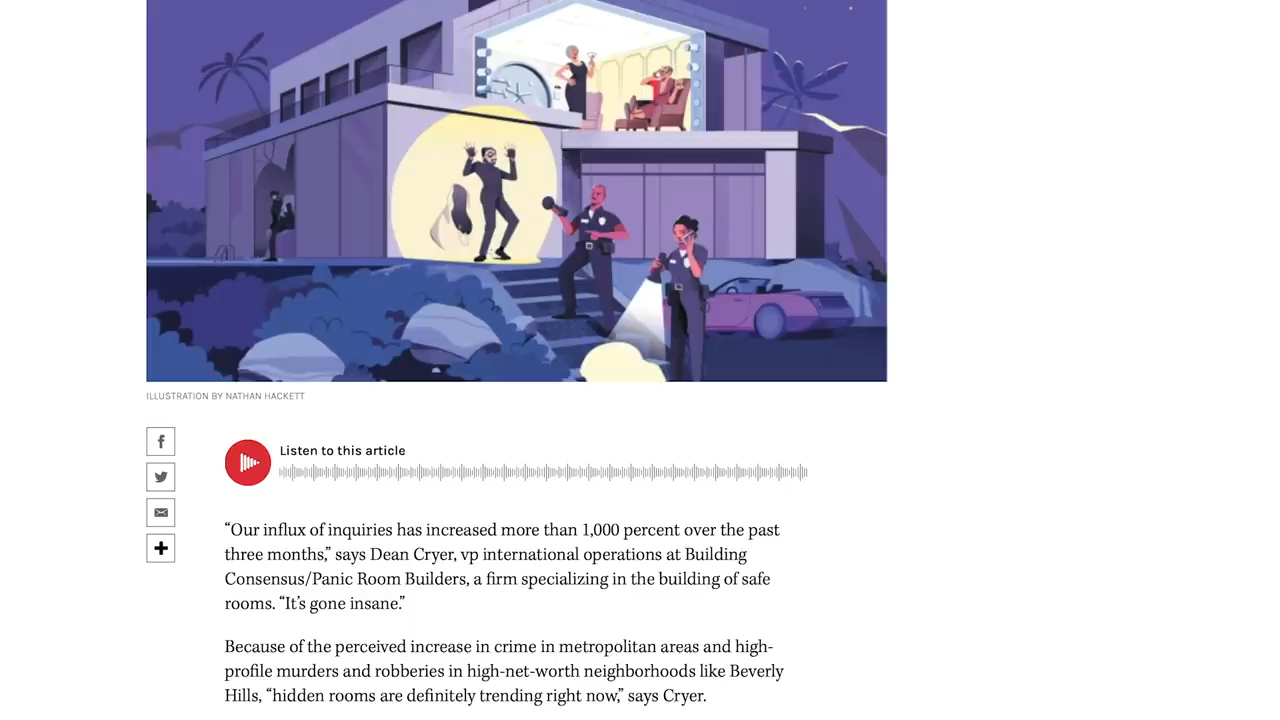 ILLUSTRATION BY NATHAN HACKETT
Listen to this article
“Our influx of inquiries has increased more than 1,000 percent over the past
three months,” says Dean Cryer, vp international operations at Building
Consensus/Panic Room Builders, a firm specializing in the building of safe
rooms. “It’s gone insane.”
Because of the perceived increase in crime in metropolitan areas and high-
profile murders and robberies in high-net-worth neighborhoods like Beverly
Hills, “hidden rooms are definitely trending right now,” says Cryer.